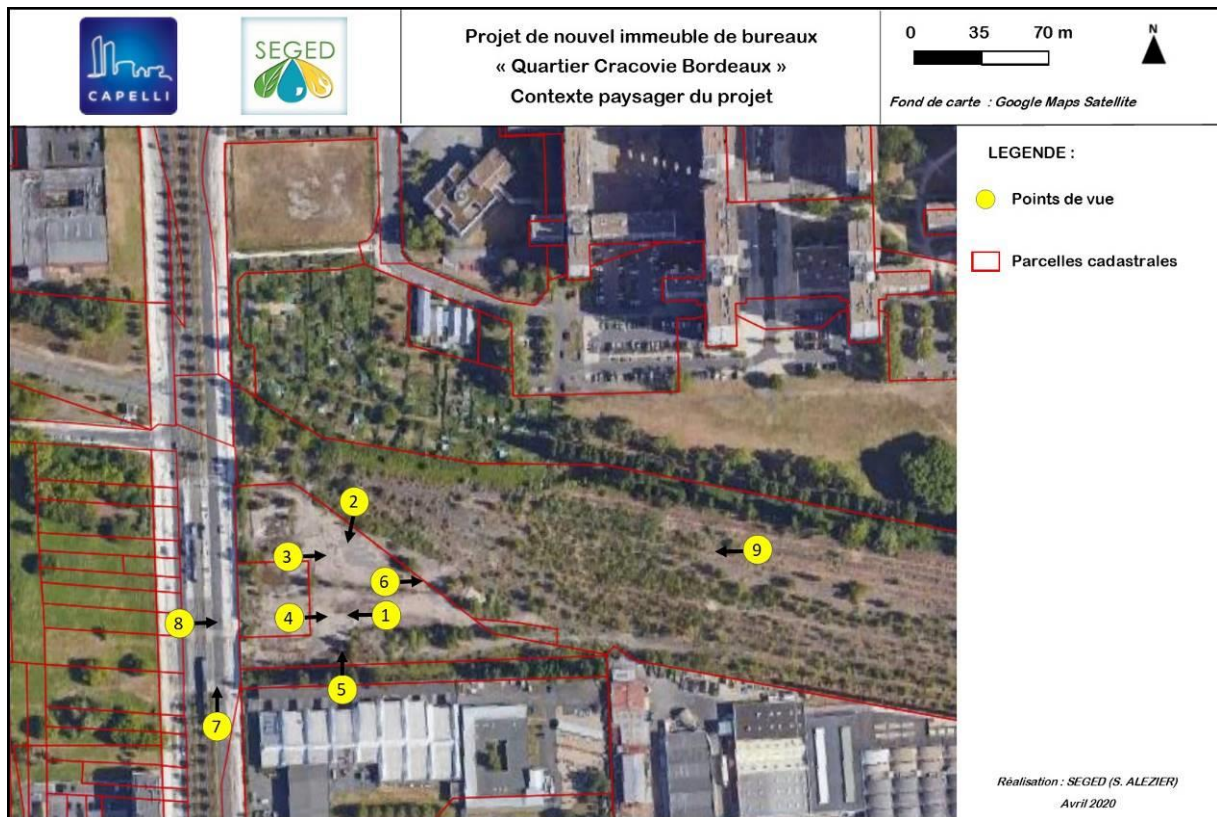 CAPELLI
SEGED
Projet de nouvel immeuble de bureaux
« Quartier Cracovie Bordeaux »
Contexte paysager du projet
0 35 70 m
N
Fond de carte : Google Maps Satellite
LEGENDE :
Points de vue
Parcelles cadastrales
2
3
9
6
4
1
8
5
7
Réalisation : SEGED (S. ALEZIER)
Avril 2020